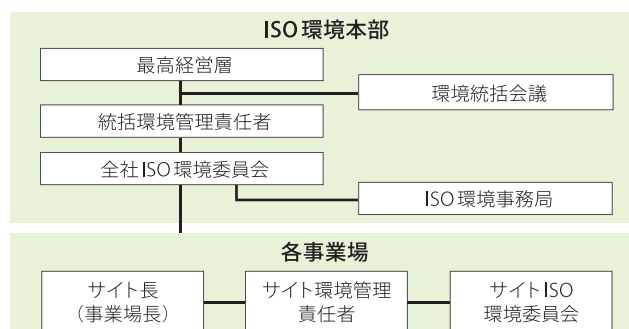 ISO環境本部
最高経営層
環境統括会議
統括環境管理責任者
全社ISO環境委員会
ISO環境事務局
各事業場
サイト長
（事業場長）
サイト環境管理
責任者
サイトISO
環境委員会